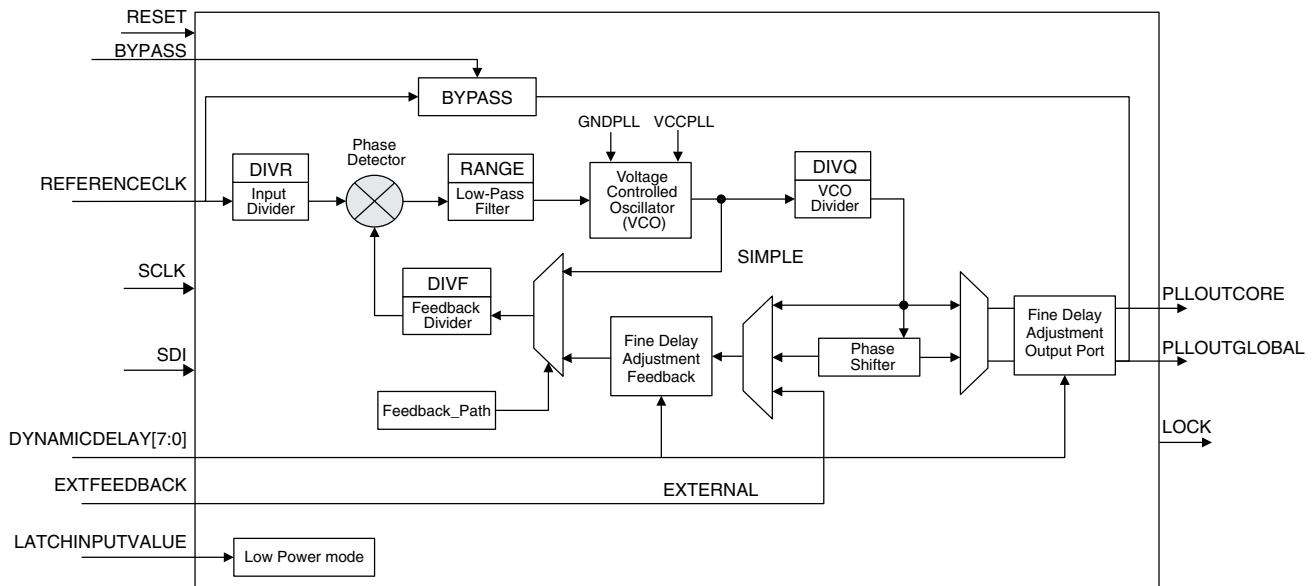 RESET
BYPASS
BYPASS
GNDPLL
VCCPLL
Phase
Detector
DIVR
Input
Divider
RANGE
Low-Pass
Filter
Voltage
Controlled
Oscillator
(VCO)
DIVQ
VCO
Divider
REFERENCECLK
SIMPLE
SCLK
DIVF
Feedback
Divider
PLLOUTCORE
Fine Delay
Adjustment
Output Port
Fine Delay
Adjustment
Feedback
Phase
Shifter
PLLOUTGLOBAL
SDI
Feedback_Path
DYNAMICDELAY[7:0]
LOCK
EXTFEEDBACK
EXTERNAL
LATCHINPUTVALUE
Low Power mode